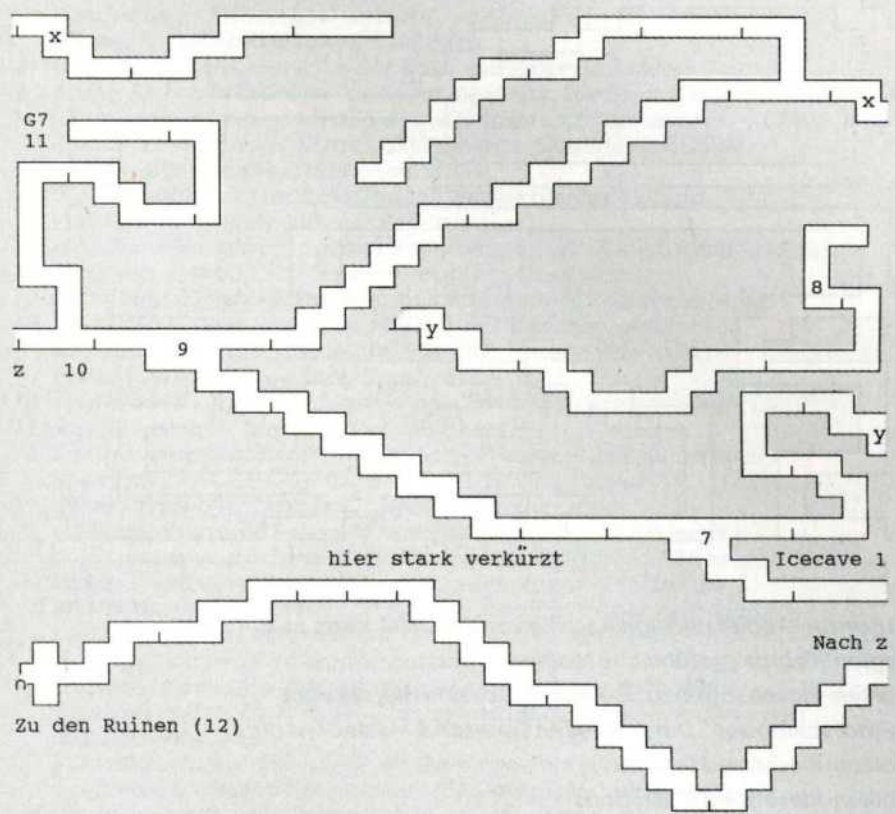 x
x
G7
11
8
y
9
z
10
y
7
hier stark verkürzt
Icecave 1
Nach z
n
Zu den Ruinen (12)